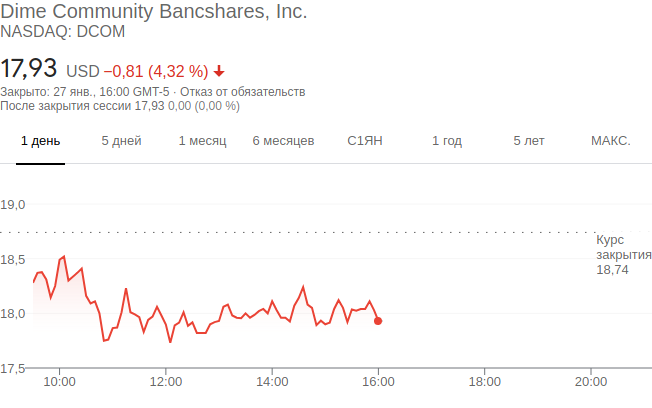 Dime Community Bancshares, Inc.
NASDAQ: DCOM
17,93 USD −0,81 (4,32 %)
Закрыто: 27 янв., 16:00 GMT-5 · Отказ от обязательств
После закрытия сессии 17,93 0,00 (0,00 %)
1 день 5 дней 1 месяц 6 месяцев С1ЯН 1 год 5 лет МАКС.
19,0
Курс
закрытия
18,74
18,5
18,0
17,5
10:00 12:00 14:00 16:00 18:00 20:00